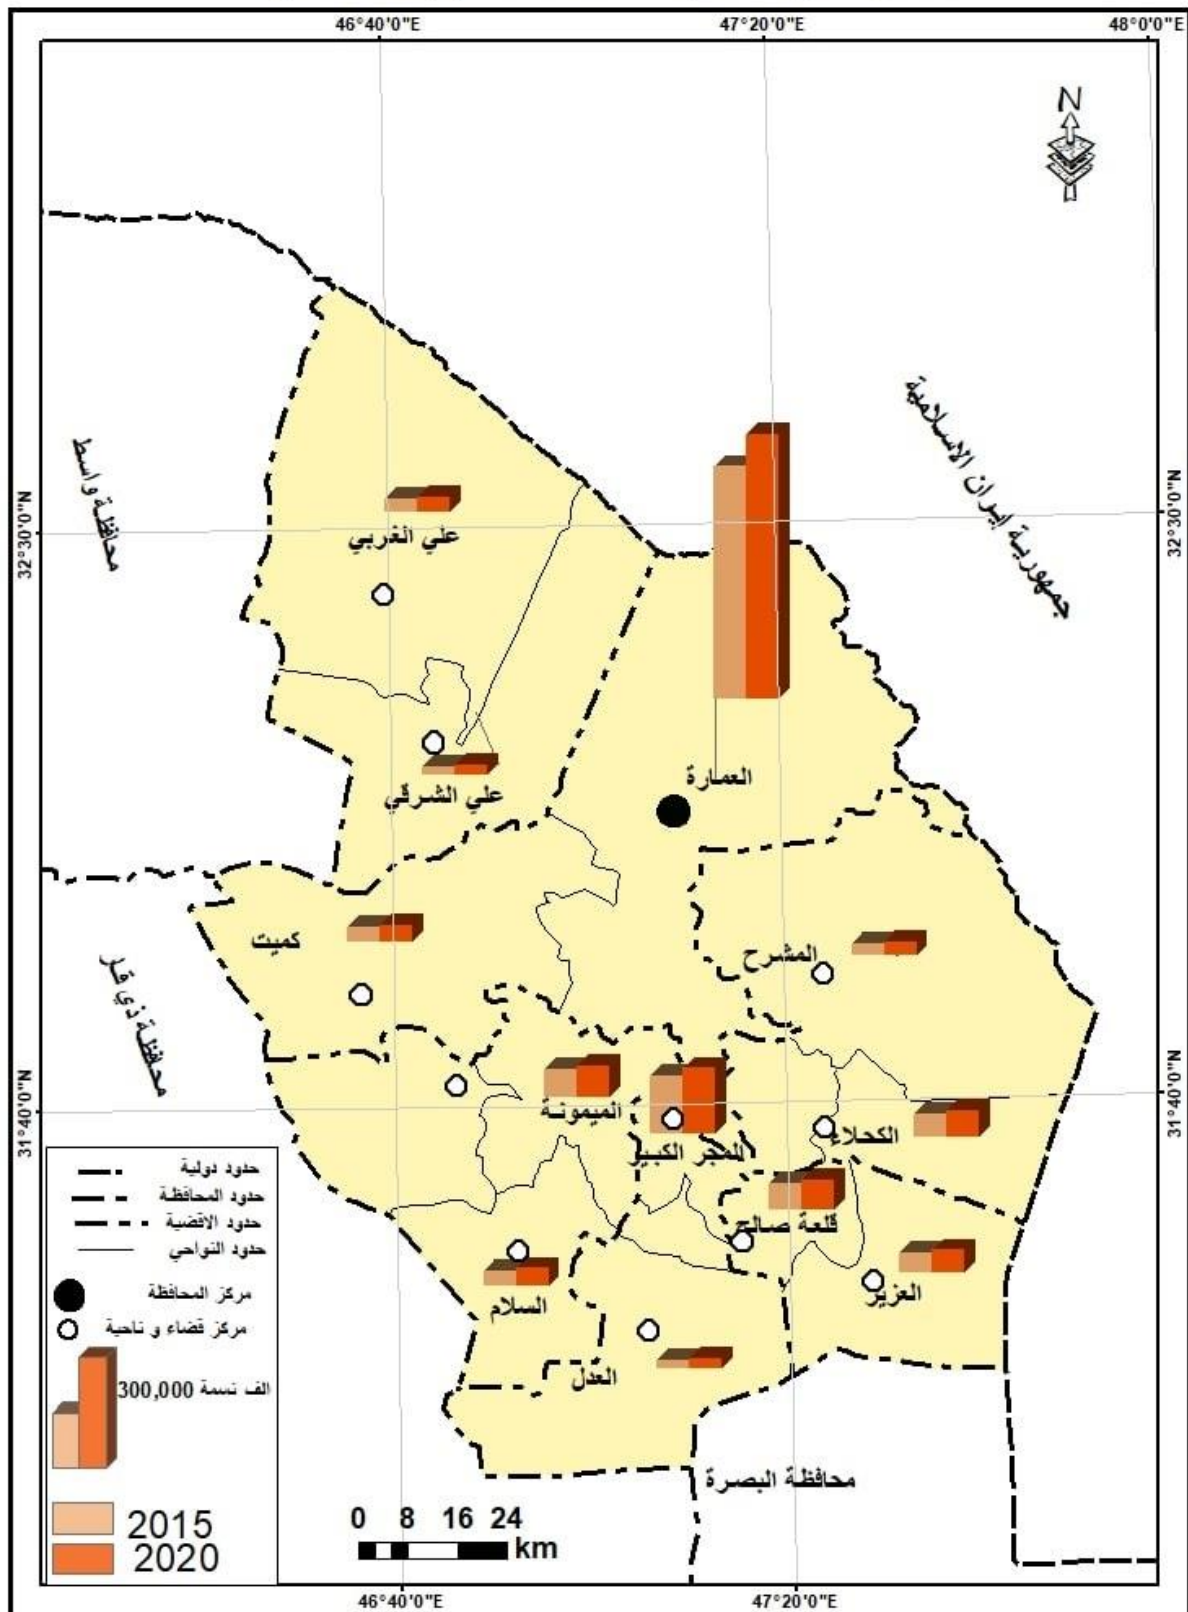 46°40'0"E
47°20'0"E
48°0'0"E
N
جمهورية إيران الاسلامية
محافظة واسط
32°30'0"N
32°30'0"N
علي الغربي
العمارة
علي الشرقي
كميت
المشرح
محافظة ذي قار
31°40'0"N
31°40'0"N
الميمونة
المجر الكبير
الكحلاء
قلعة صالح
العزير
السلام
العدل
محافظة البصرة
حدود دولية
حدود المحافظة
حدود الاقضية
حدود النواحي
مركز المحافظة
مركز قضاء و ناحية
300,000 الف نسمة
2015
2020
0 8 16 24
km
46°40'0"E
47°20'0"E